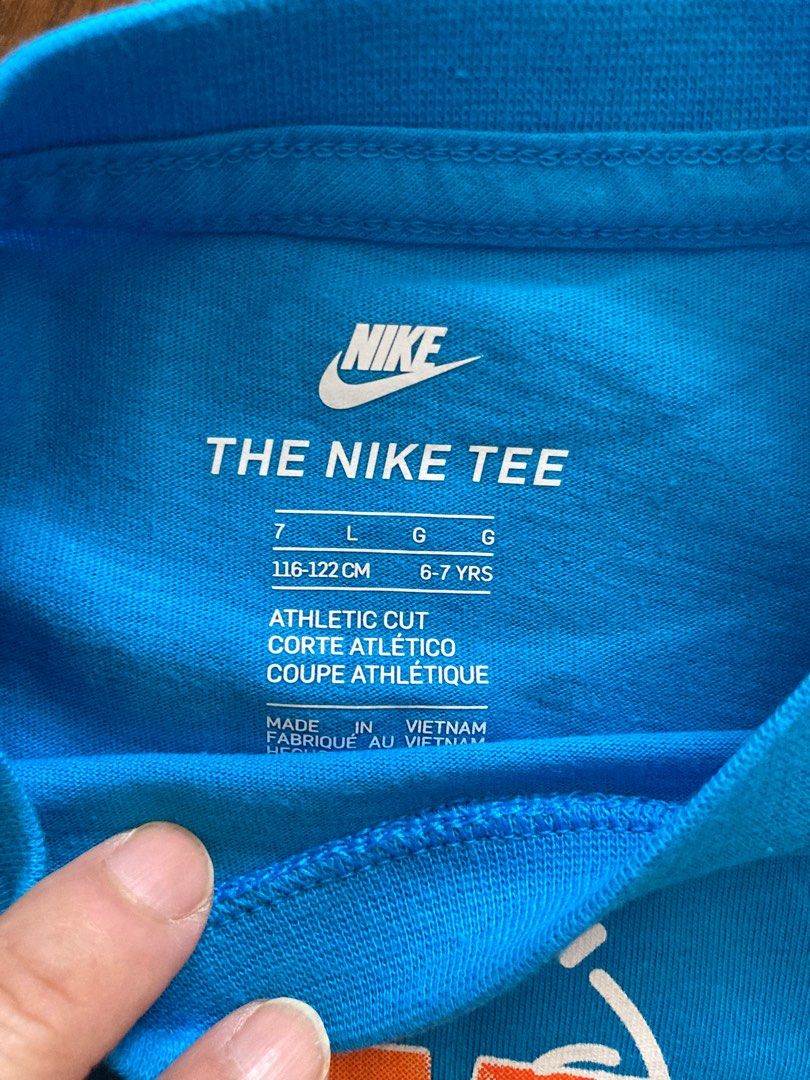 NIKE
THE NIKE TEE
7 L G G
116-122 CM 6-7 YRS
ATHLETIC CUT
CORTE ATLÉTICO
COUPE ATHLÉTIQUE
MADE IN VIETNAM
FABRIQUÉ AU VIETNAM